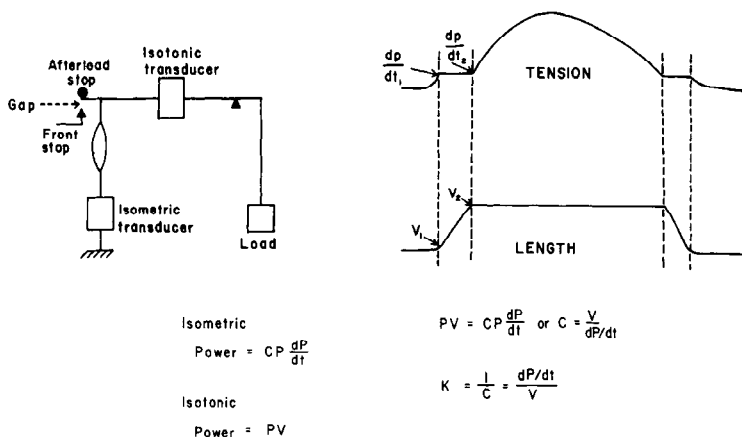 Afterlead
stop
Isotonic
transducer
Gap
Front
stop
Isometric
transducer
Load
dp/dt₁
dp/dt₂
TENSION
V₁
V₂
LENGTH
Isometric
Power = CP dP/dt
Isotonic
Power = PV
PV = CP dP/dt or C = V/dP/dt
K = 1/C = dP/dt/V